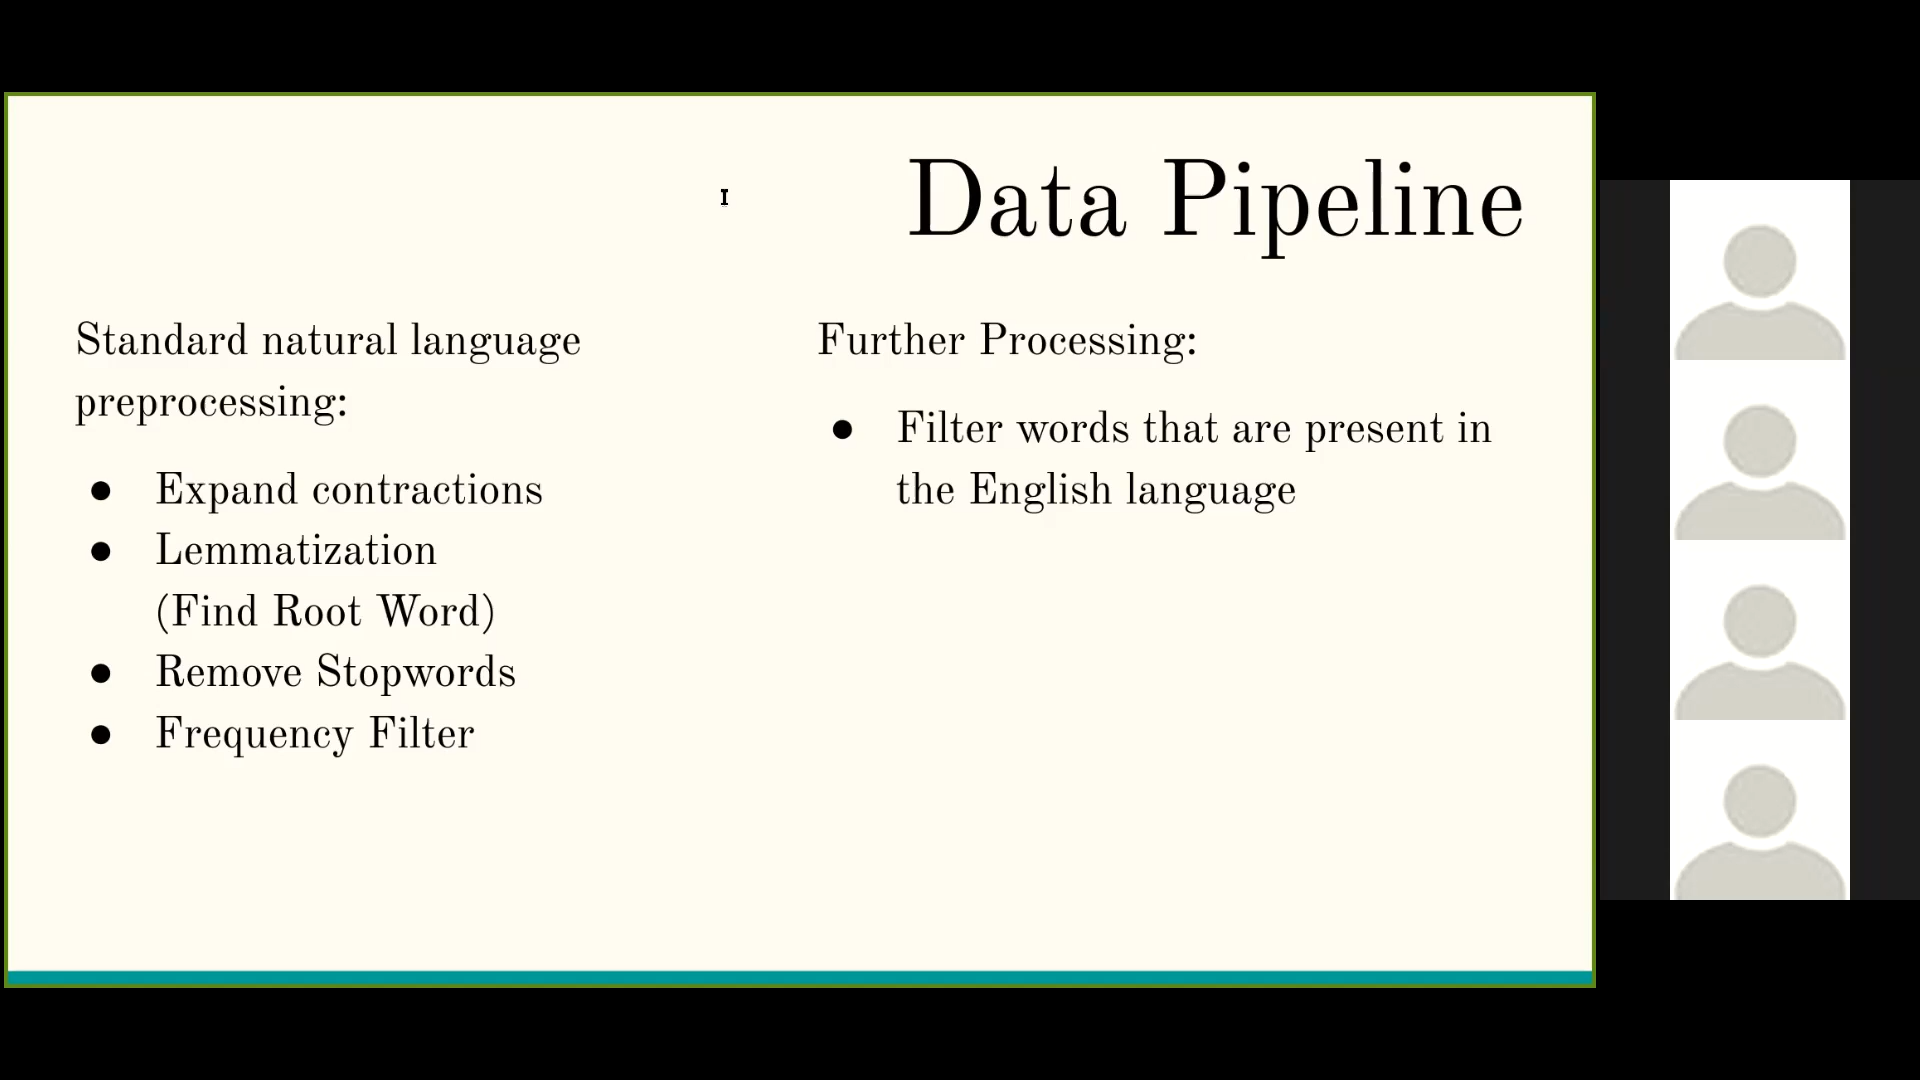 Data Pipeline
Standard natural language
preprocessing:
● Expand contractions
● Lemmatization
(Find Root Word)
● Remove Stopwords
● Frequency Filter
Further Processing:
● Filter words that are present in
the English language